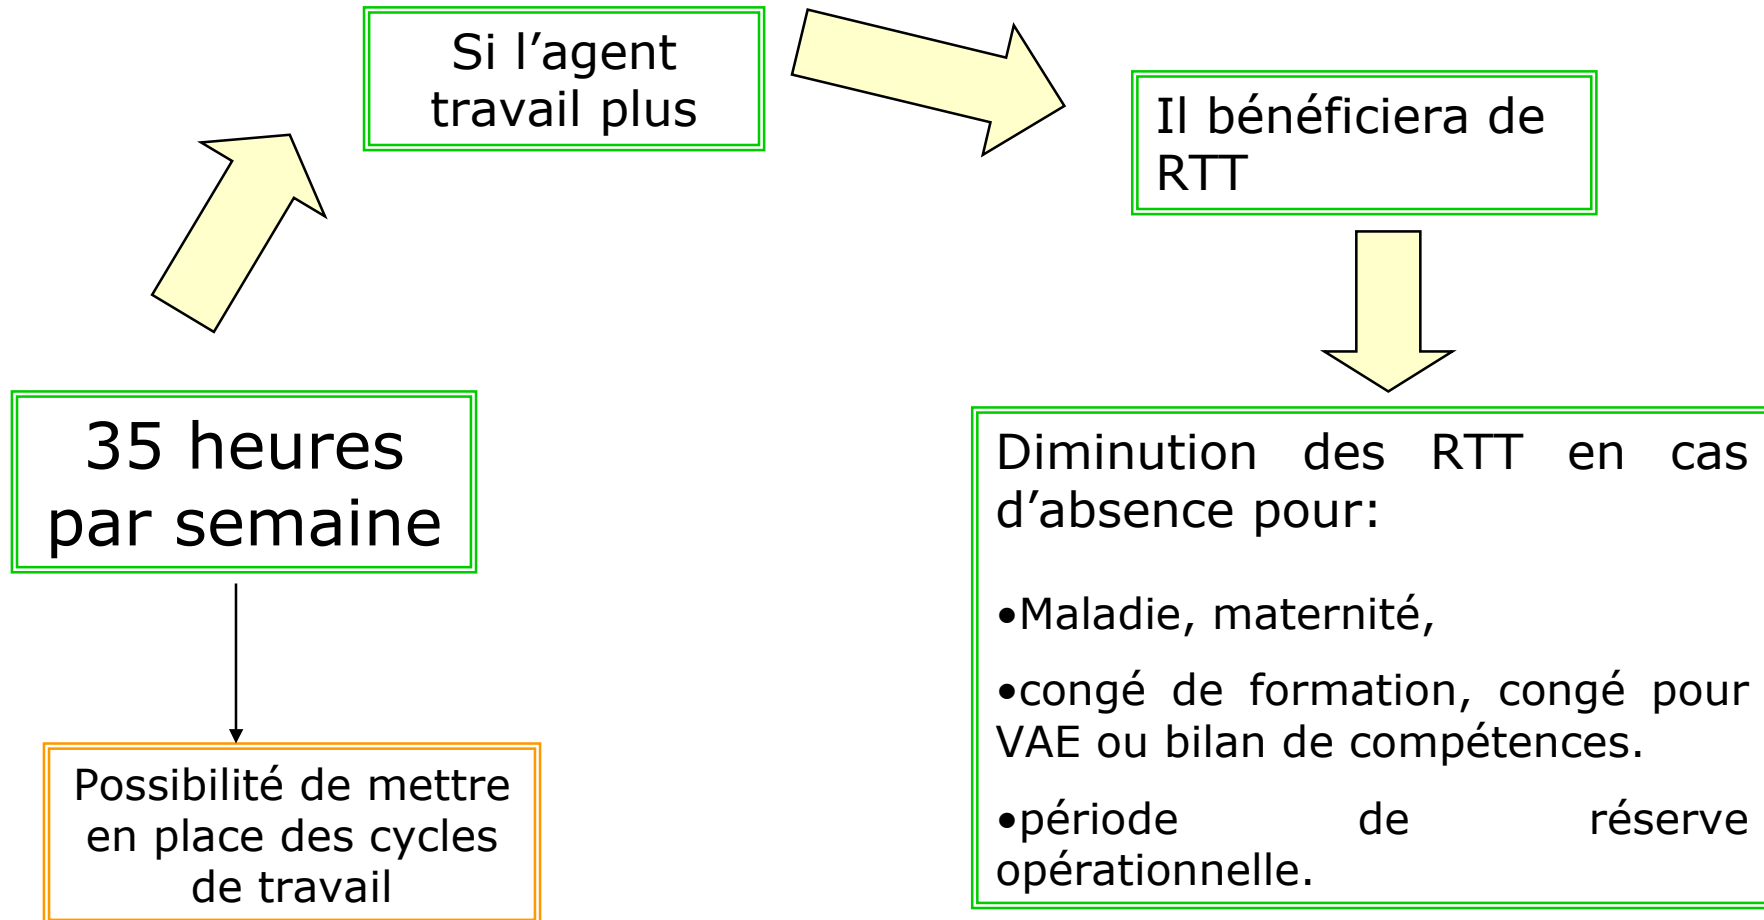 Si l’agent
travail plus
Il bénéficiera de
RTT
35 heures
par semaine
Possibilité de mettre
en place des cycles
de travail
Diminution des RTT en cas
d’absence pour:
•Maladie, maternité,
•congé de formation, congé pour
VAE ou bilan de compétences.
•période de réserve
opérationnelle.